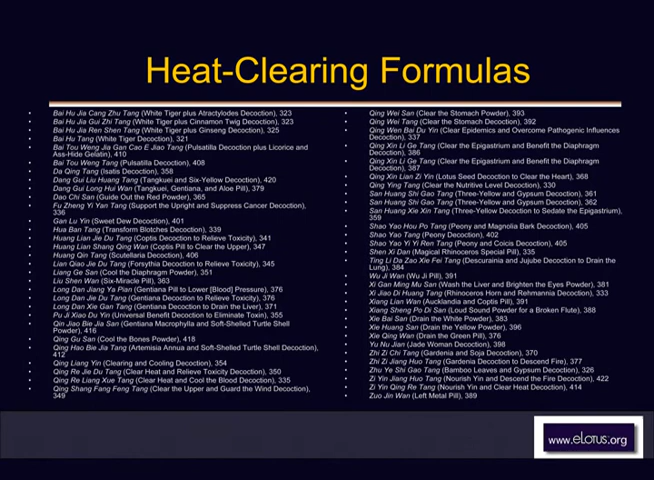 Heat-Clearing Formulas
• Bai Hu Jia Cang Zhu Tang (White Tiger plus Atractylodes Decoction), 323
• Bai Hu Jia Gui Zhi Tang (White Tiger plus Cinnamon Twig Decoction), 323
• Bai Hu Jia Ren Shen Tang (White Tiger plus Ginseng Decoction), 325
• Bai Hu Tang (White Tiger Decoction), 321
• Bai Tou Weng Jia Gan Cao E Jiao Tang (Pulsatilla Decoction plus Licorice and
Ass-Hide Gelatin), 410
• Bai Tou Weng Tang (Pulsatilla Decoction), 408
• Da Qing Tang (Isatis Decoction), 358
• Dang Gui Liu Huang Tang (Tangkuei and Six-Yellow Decoction), 420
• Dang Gui Long Hui Wan (Tangkuei, Gentiana, and Aloe Pill), 379
• Dao Chi San (Guide Out the Red Powder), 365
• Fu Zheng Yi Yan Tang (Support the Upright and Suppress Cancer Decoction),
336
• Gan Lu Yin (Sweet Dew Decoction), 401
• Hua Ban Tang (Transform Blotches Decoction), 339
• Huang Lian Jie Du Tang (Coptis Decoction to Relieve Toxicity), 341
• Huang Lian Shang Qing Wan (Coptis Pill to Clear the Upper), 347
• Huang Qin Tang (Scutellaria Decoction), 406
• Lian Qiao Jie Du Tang (Forsythia Decoction to Relieve Toxicity), 345
• Liang Ge San (Cool the Diaphragm Powder), 351
• Liu Shen Wan (Six-Miracle Pill), 363
• Long Dan Jiang Ya Pian (Gentiana Pill to Lower [Blood] Pressure), 376
• Long Dan Jie Du Tang (Gentiana Decoction to Relieve Toxicity), 376
• Long Dan Xie Gan Tang (Gentiana Decoction to Drain the Liver), 371
• Pu Ji Xiao Du Yin (Universal Benefit Decoction to Eliminate Toxin), 355
• Qin Jiao Bie Jia San (Gentiana Macrophylla and Soft-Shelled Turtle Shell
Powder), 416
• Qing Gu San (Cool the Bones Powder), 418
• Qing Hao Bie Jia Tang (Artemisia Annua and Soft-Shelled Turtle Shell Decoction),
412
• Qing Liang Yin (Clearing and Cooling Decoction), 354
• Qing Re Jie Du Tang (Clear Heat and Relieve Toxicity Decoction), 350
• Qing Re Liang Xue Tang (Clear Heat and Cool the Blood Decoction), 335
• Qing Shang Fang Feng Tang (Clear the Upper and Guard the Wind Decoction),
349
• Qing Wei San (Clear the Stomach Powder), 393
• Qing Wei Tang (Clear the Stomach Decoction), 392
• Qing Wen Bai Du Yin (Clear Epidemics and Overcome Pathogenic Influences
Decoction), 337
• Qing Xin Li Ge Tang (Clear the Epigastrium and Benefit the Diaphragm
Decoction), 386
• Qing Xin Li Ge Tang (Clear the Epigastrium and Benefit the Diaphragm
Decoction), 387
• Qing Xin Lian Zi Yin (Lotus Seed Decoction to Clear the Heart), 368
• Qing Ying Tang (Clear the Nutritive Level Decoction), 330
• San Huang Shi Gao Tang (Three-Yellow and Gypsum Decoction), 361
• San Huang Shi Gao Tang (Three-Yellow and Gypsum Decoction), 362
• San Huang Xie Xin Tang (Three-Yellow Decoction to Sedate the Epigastrium),
359
• Shao Yao Hou Po Tang (Peony and Magnolia Bark Decoction), 405
• Shao Yao Tang (Peony Decoction), 402
• Shao Yao Yi Yi Ren Tang (Peony and Coicis Decoction), 405
• Shen Xi Dan (Magical Rhinoceros Special Pill), 335
• Ting Li Da Zao Xie Fei Tang (Descurainia and Jujube Decoction to Drain the
Lung), 384
• Wu Ji Wan (Wu Ji Pill), 391
• Xi Gan Ming Mu San (Wash the Liver and Brighten the Eyes Powder), 381
• Xi Jiao Di Huang Tang (Rhinoceros Horn and Rehmannia Decoction), 333
• Xiang Lian Wan (Aucklandia and Coptis Pill), 391
• Xiang Sheng Po Di San (Loud Sound Powder for a Broken Flute), 388
• Xie Bai San (Drain the White Powder), 383
• Xie Huang San (Drain the Yellow Powder), 396
• Xie Qing Wan (Drain the Green Pill), 376
• Yu Nu Jian (Jade Woman Decoction), 398
• Zhi Zi Chi Tang (Gardenia and Soja Decoction), 370
• Zhi Zi Jiang Huo Tang (Gardenia Decoction to Descend Fire), 377
• Zhu Ye Shi Gao Tang (Bamboo Leaves and Gypsum Decoction), 326
• Zi Yin Jiang Huo Tang (Nourish Yin and Descend the Fire Decoction), 422
• Zi Yin Qing Re Tang (Nourish Yin and Clear Heat Decoction), 414
• Zuo Jin Wan (Left Metal Pill), 389
www.eLotus.org